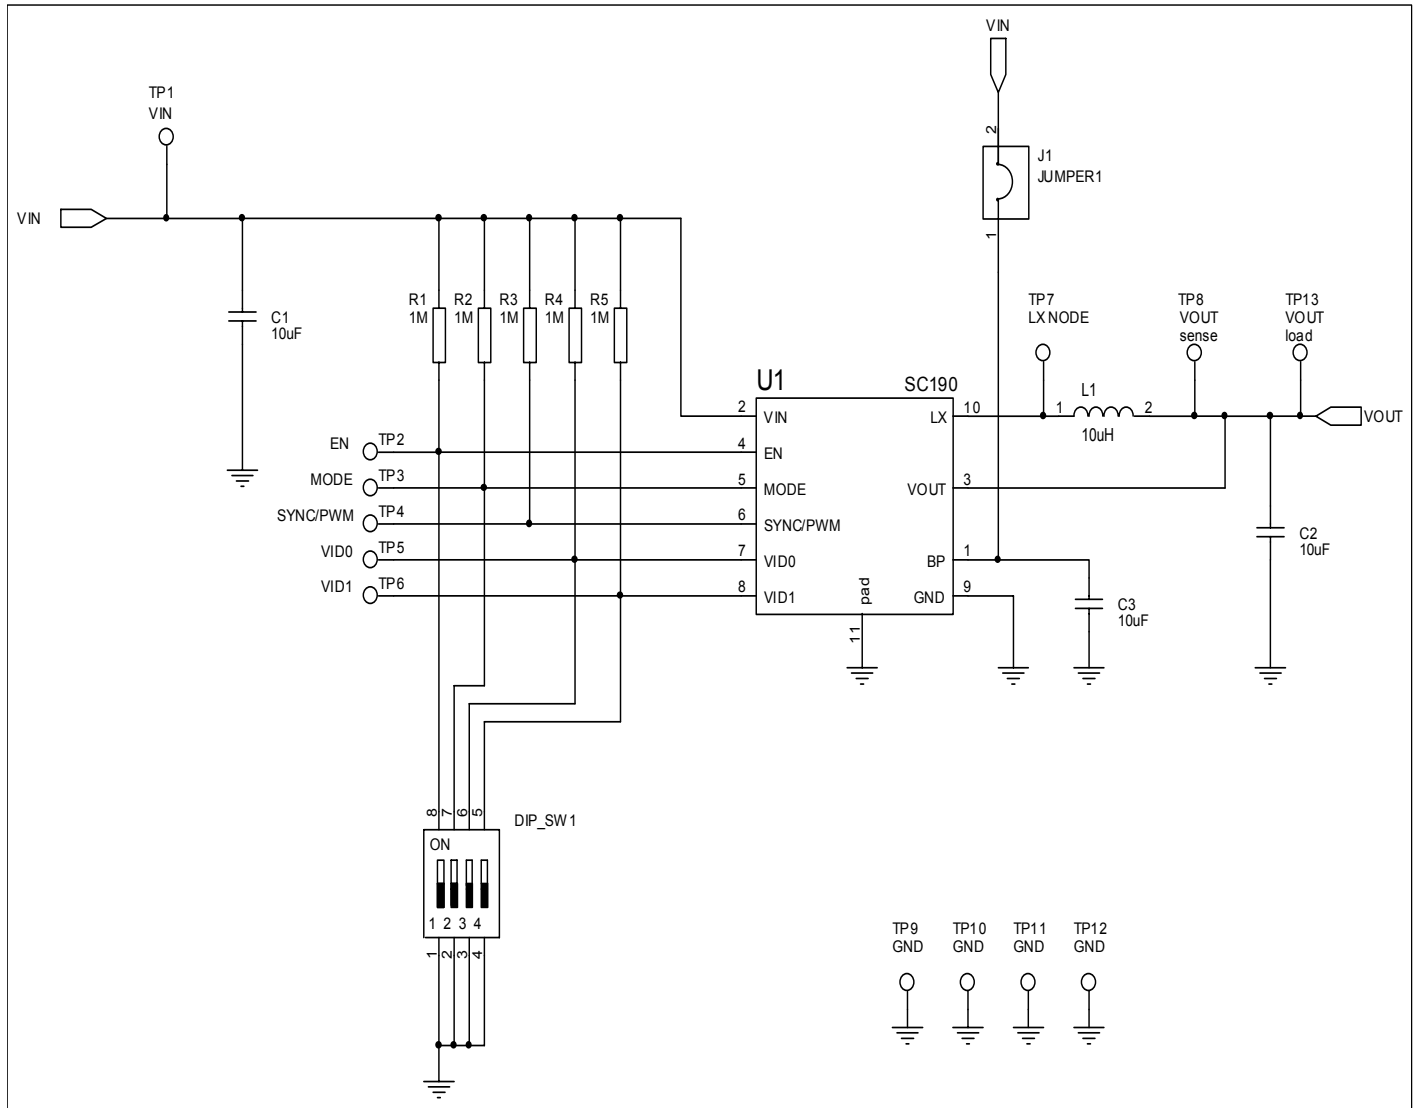 VIN
TP1
VIN
2
J1
JUMPER1
VIN
1
R1
1M
R2
1M
R3
1M
R4
1M
R5
1M
C1
10uF
TP7
LX NODE
TP8
VOUT
sense
TP13
VOUT
load
U1
SC190
L1
2
VIN
LX
10
1
2
10uH
VOUT
EN
TP2
4
EN
MODE
TP3
5
MODE
VOUT
3
SYNC/PWM
TP4
6
SYNC/PWM
C2
10uF
VID0
TP5
7
VID0
BP
1
VID1
TP6
8
VID1
pad
GND
9
C3
10uF
11
8
7
6
5
DIP_SW1
ON
1 2 3 4
1
2
3
4
TP9
GND
TP10
GND
TP11
GND
TP12
GND